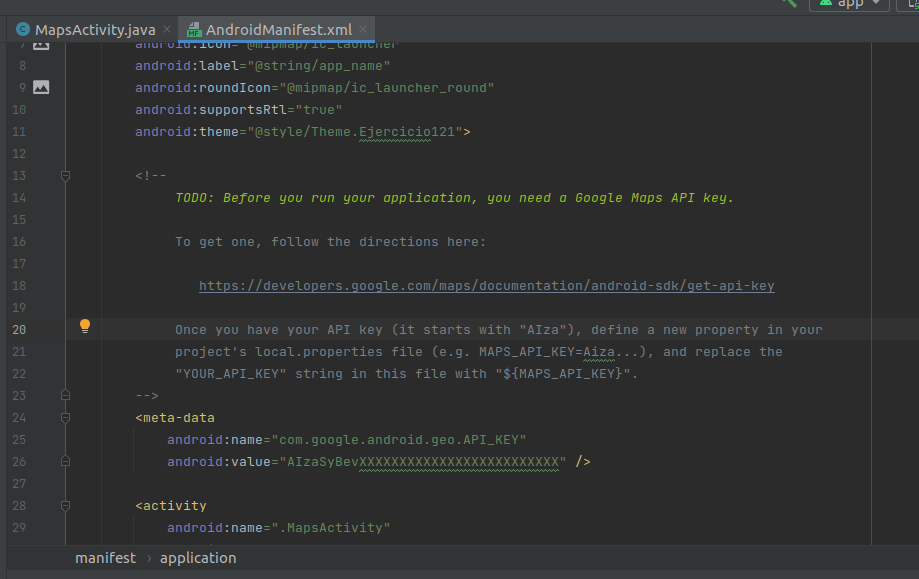 app
MapsActivity.java
AndroidManifest.xml
7 android:icon="@mipmap/ic_launcher"
8 android:label="@string/app_name"
9 android:roundIcon="@mipmap/ic_launcher_round"
10 android:supportsRtl="true"
11 android:theme="@style/Theme.Ejercicio121">
12
13 <!--
14 TODO: Before you run your application, you need a Google Maps API key.
15
16 To get one, follow the directions here:
17
18 https://developers.google.com/maps/documentation/android-sdk/get-api-key
19
20 Once you have your API key (it starts with "AIza"), define a new property in your
21 project's local.properties file (e.g. MAPS_API_KEY=Aiza...), and replace the
22 "YOUR_API_KEY" string in this file with "${MAPS_API_KEY}".
23 -->
24 <meta-data
25 android:name="com.google.android.geo.API_KEY"
26 android:value="AIzaSyBevXXXXXXXXXXXXXXXXXXXXXXXXX" />
27
28 <activity
29 android:name=".MapsActivity"
manifest › application